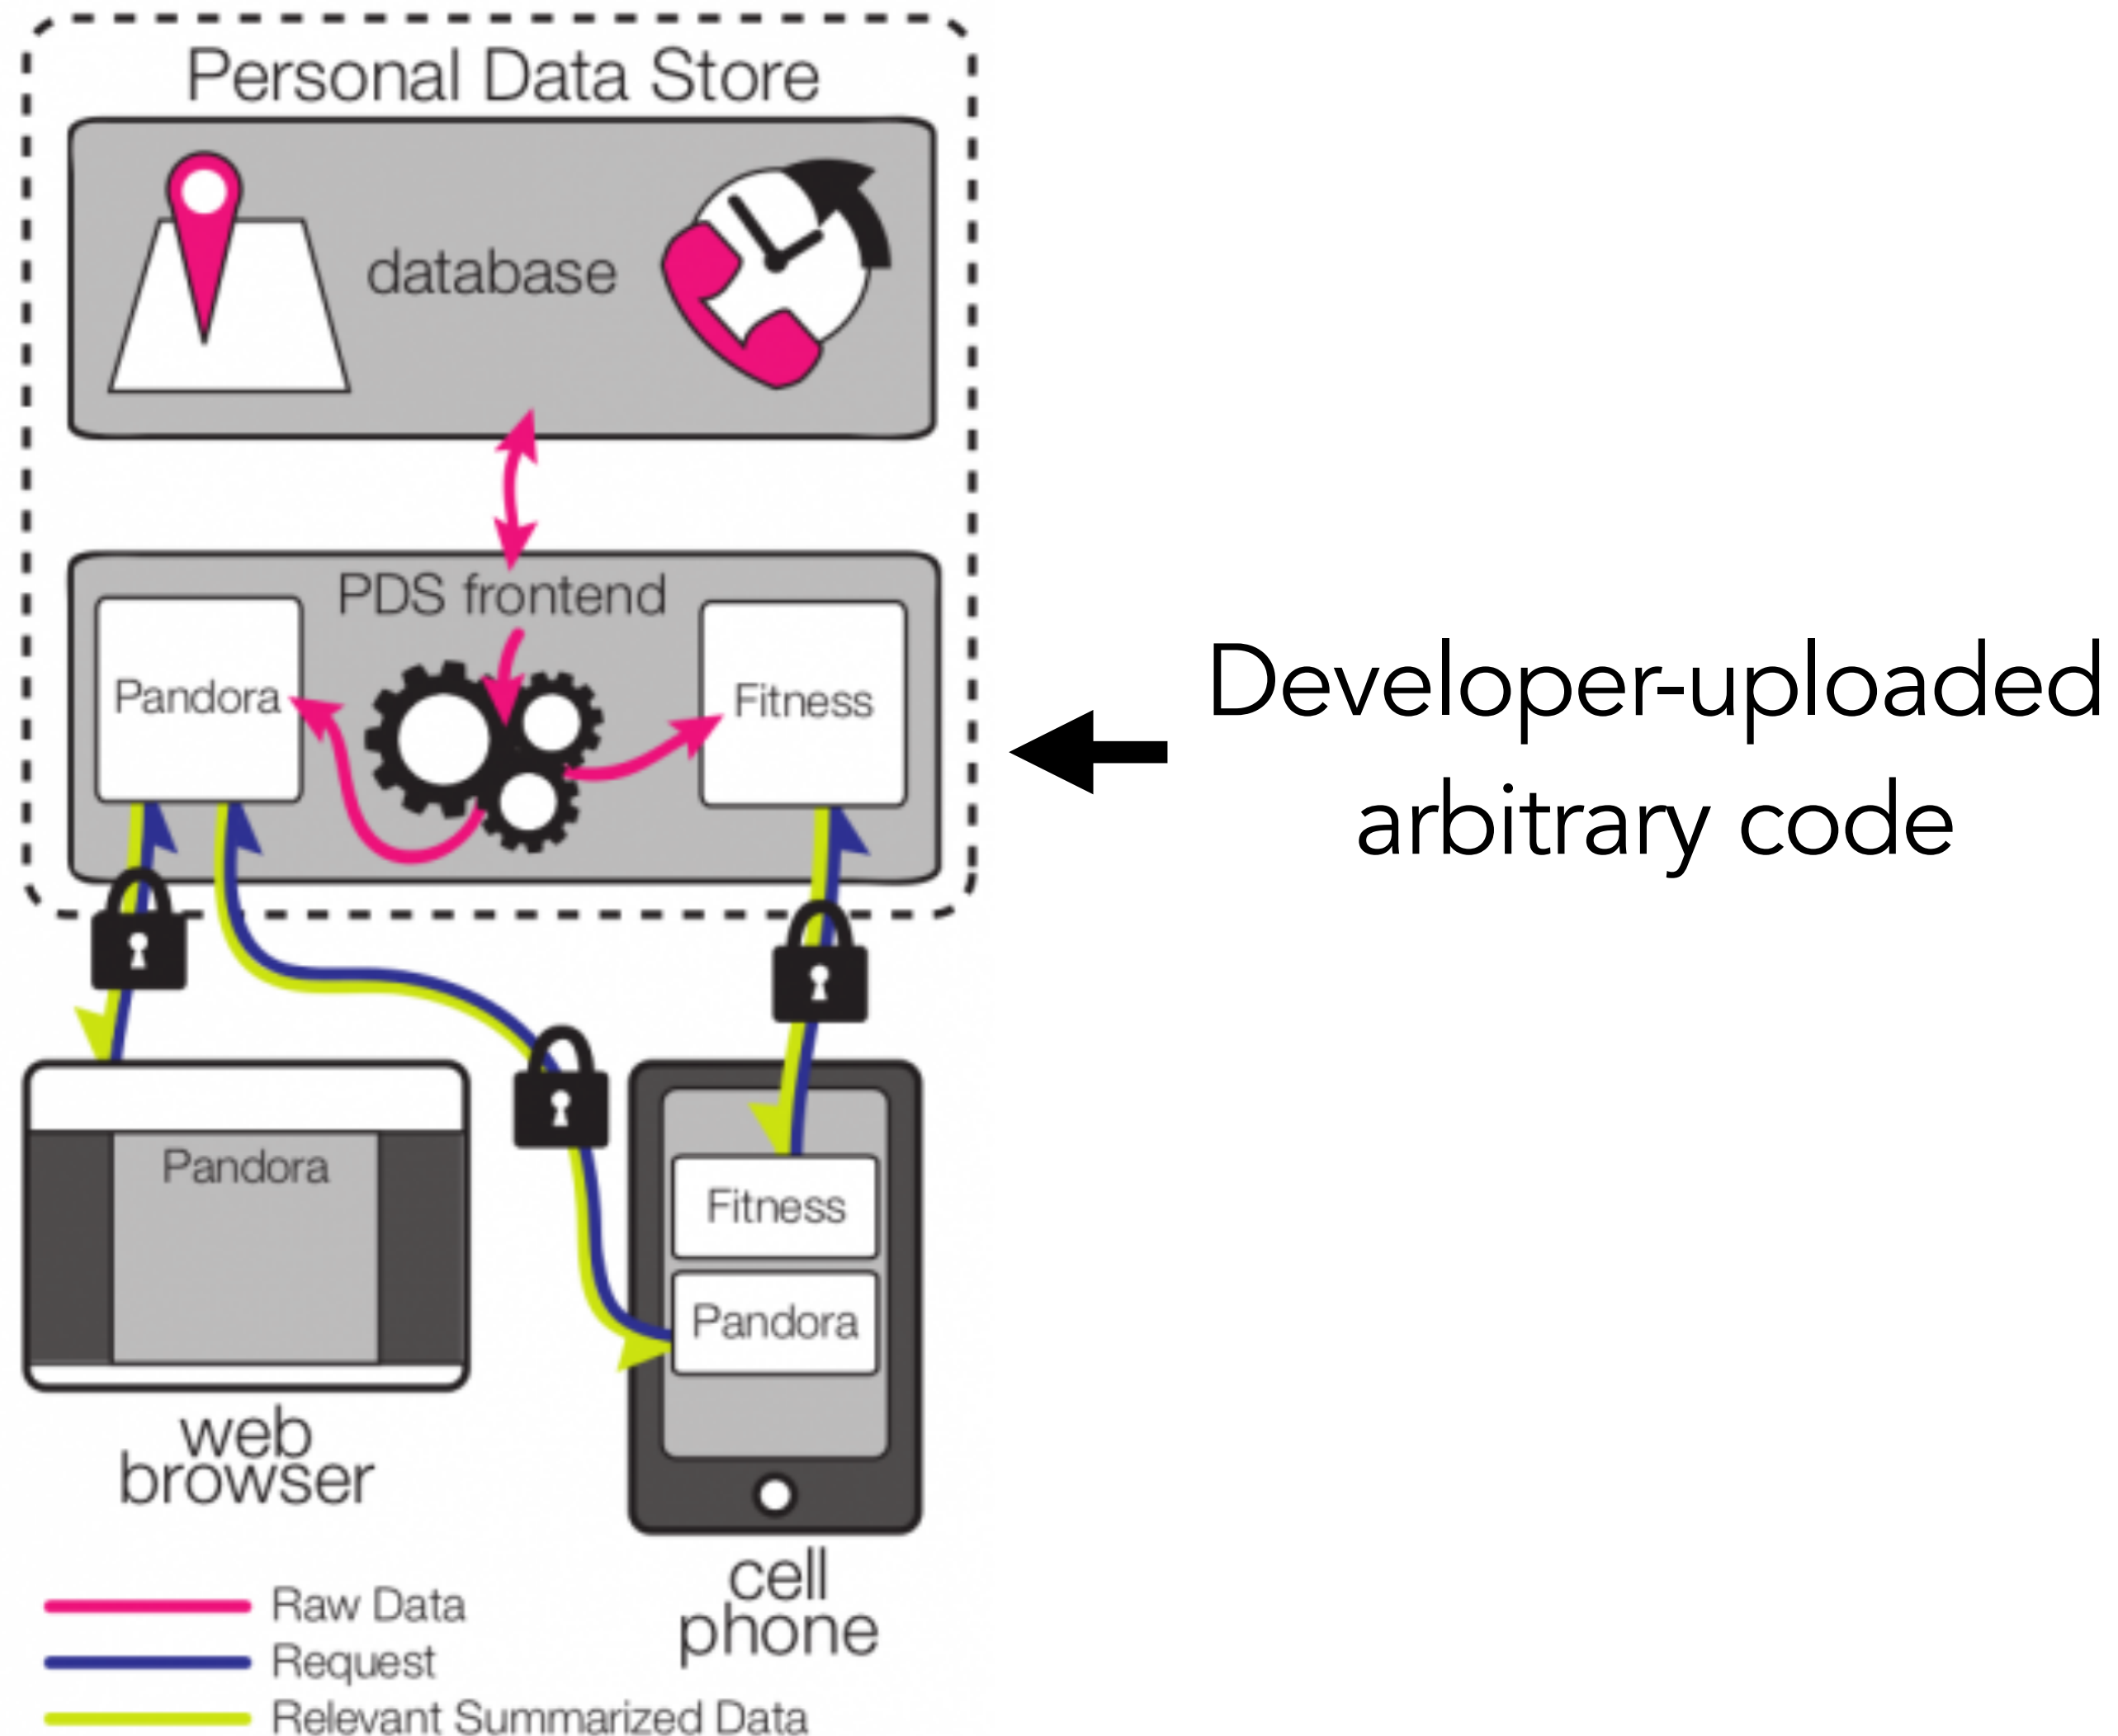 Personal Data Store
database
PDS frontend
Pandora
Fitness
Developer-uploaded
arbitrary code
Pandora
Fitness
Pandora
web
browser
cell
phone
Raw Data
Request
Relevant Summarized Data